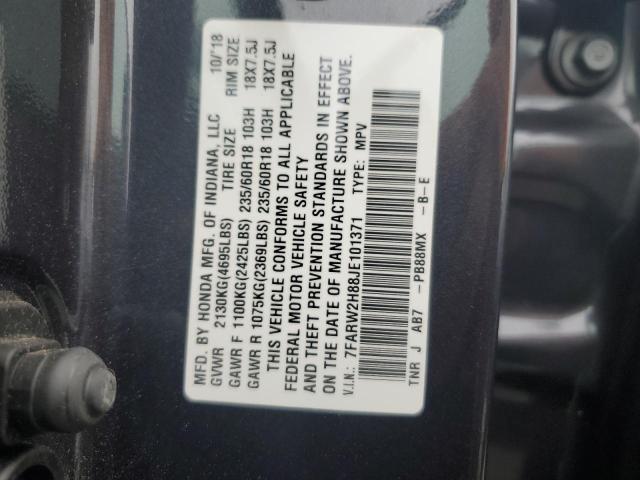 MFD. BY HONDA MFG. OF INDIANA, LLC 10/'18
GVWR 2130KG(4695LBS) TIRE SIZE RIM SIZE
GAWR F 1100KG(2425LBS) 235/60R18 103H 18X7.5J
GAWR R 1075KG(2369LBS) 235/60R18 103H 18X7.5J
THIS VEHICLE CONFORMS TO ALL APPLICABLE
FEDERAL MOTOR VEHICLE SAFETY
AND THEFT PREVENTION STANDARDS IN EFFECT
ON THE DATE OF MANUFACTURE SHOWN ABOVE.
V.I.N.: 7FARW2H88JE101371 TYPE: MPV
TNR J AB7 -PB88MX -B-E